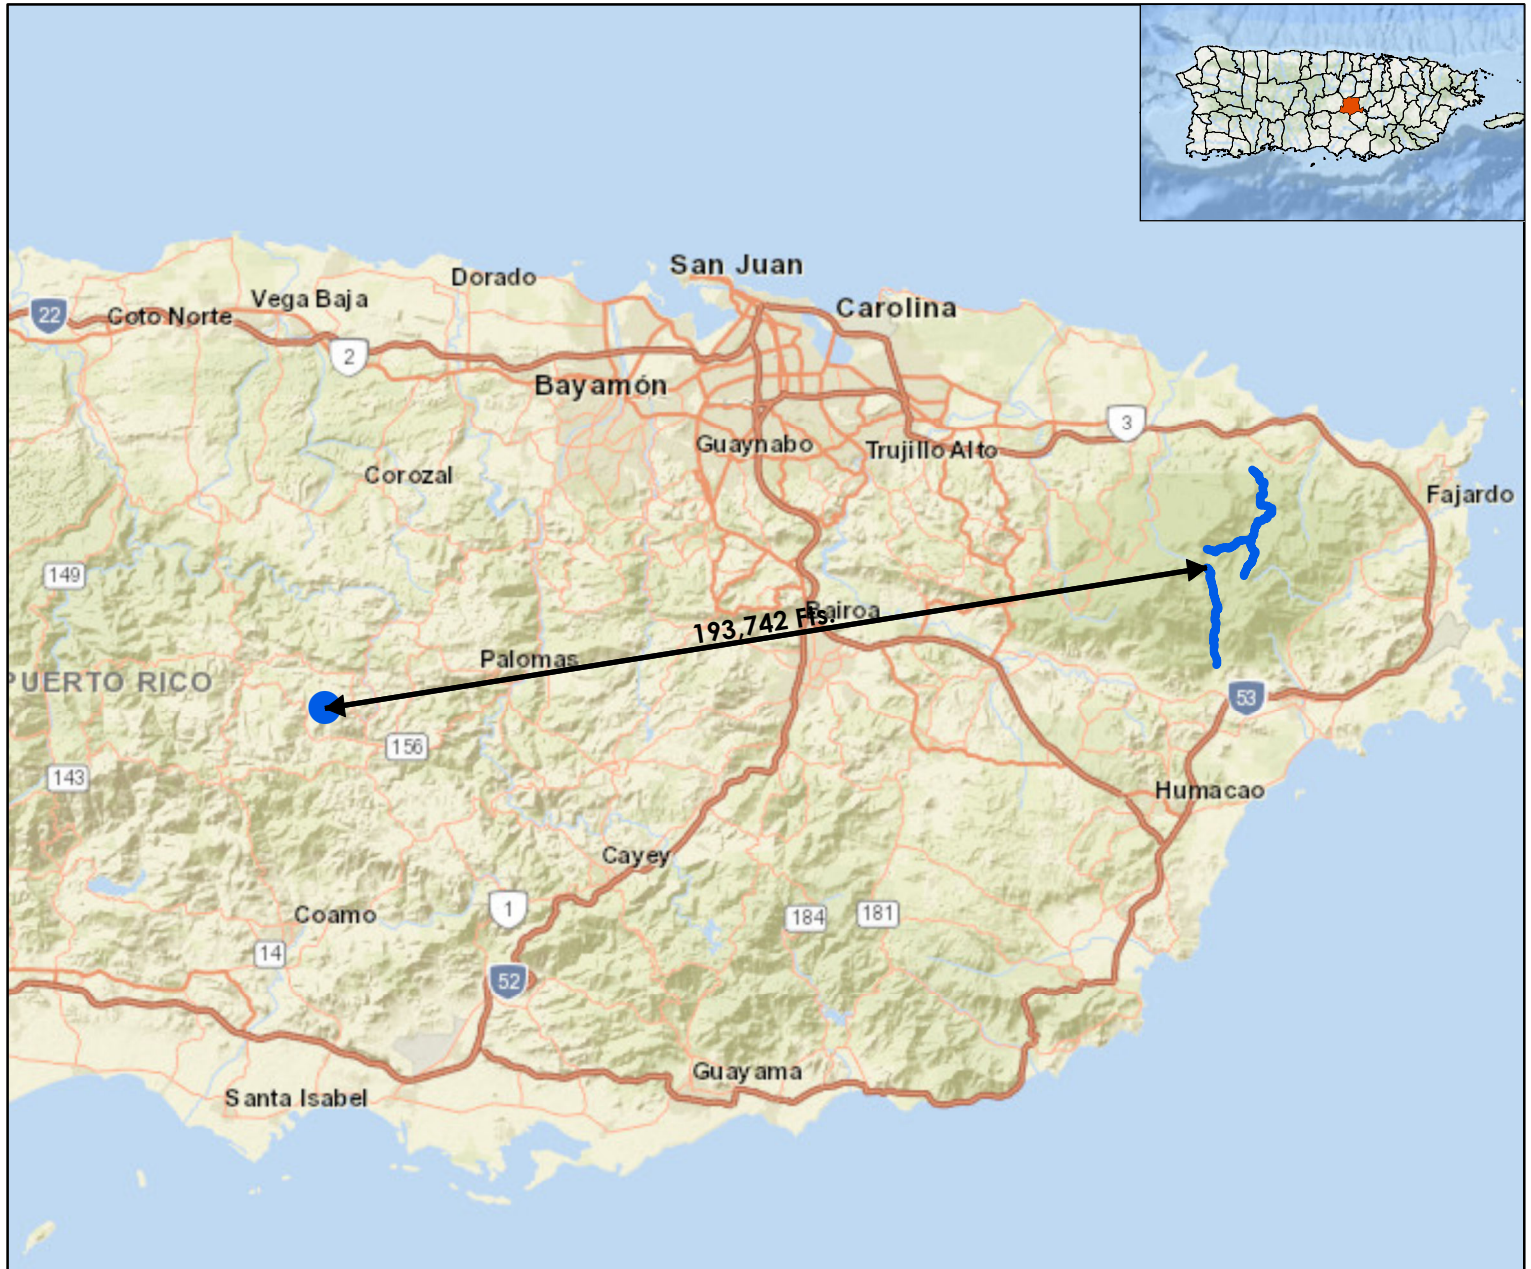 San Juan
Dorado
Vega Baja
Carolina
22
Coto Norte
2
Bayamón
3
Guaynabo
Trujillo Alto
Corozal
Fajardo
149
Bairoa
193,742 Fts.
Palomas
PUERTO RICO
53
156
143
Humacao
Cayey
1
Coamo
184
181
14
52
Guayama
Santa Isabel